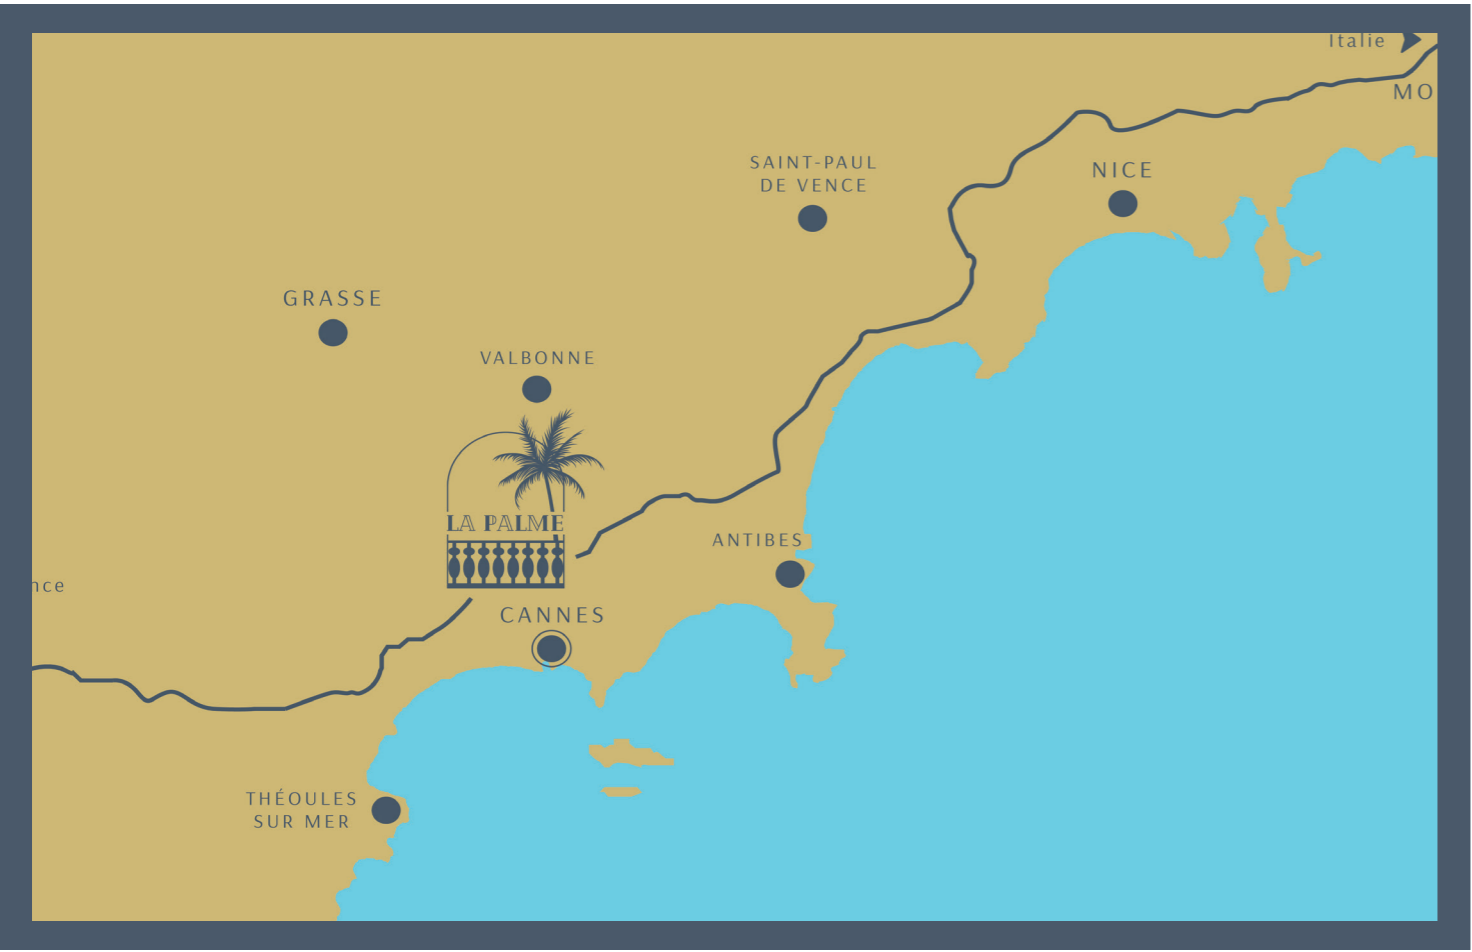 Italie
MO
SAINT-PAUL
DE VENCE
NICE
GRASSE
VALBONNE
LA PALME
ANTIBES
nce
CANNES
THÉOULES
SUR MER